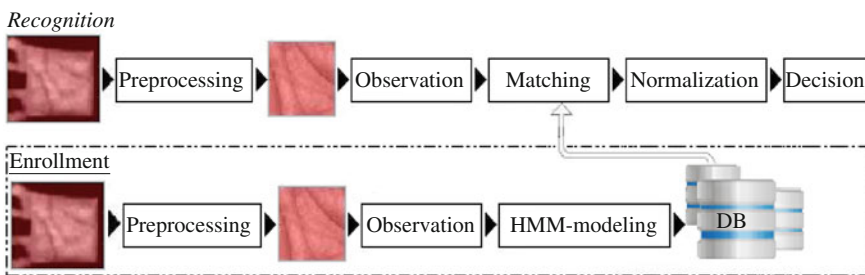 Recognition
Preprocessing Observation Matching Normalization Decision
Enrollment
Preprocessing Observation HMM-modeling DB